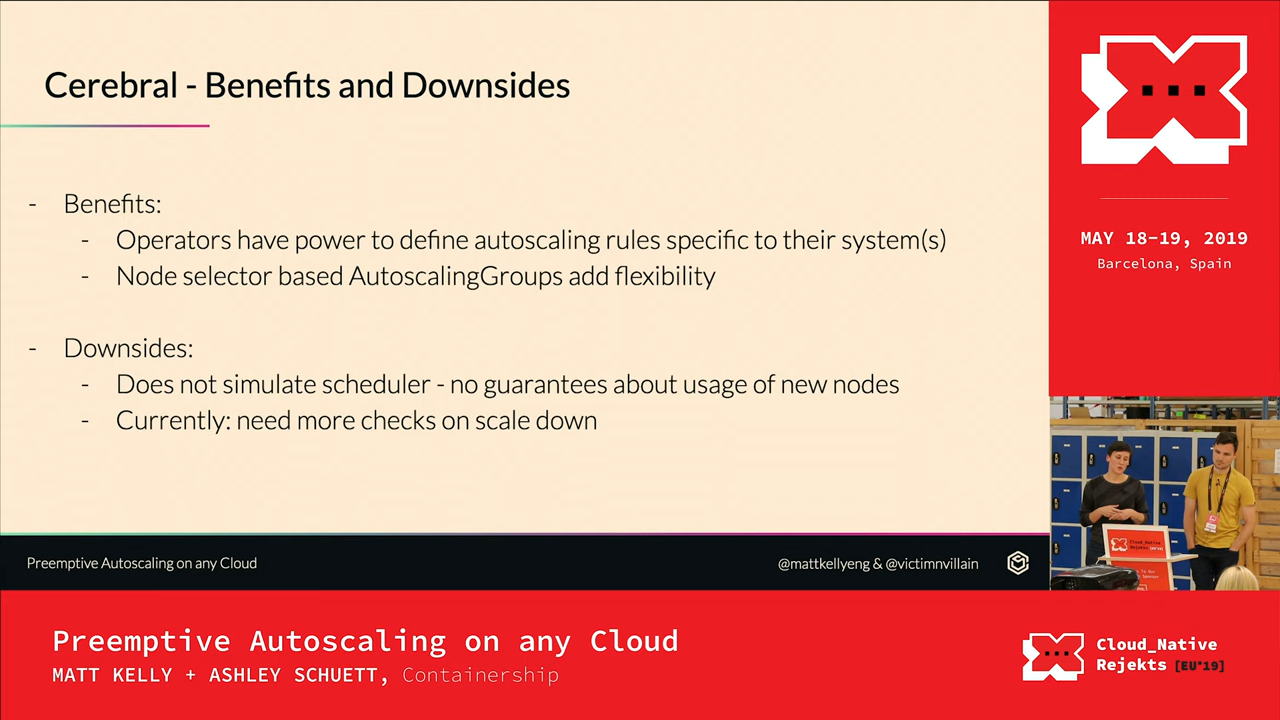 Cerebral - Benefits and Downsides
- Benefits:
- Operators have power to define autoscaling rules specific to their system(s)
- Node selector based AutoscalingGroups add flexibility
- Downsides:
- Does not simulate scheduler - no guarantees about usage of new nodes
- Currently: need more checks on scale down
Preemptive Autoscaling on any Cloud
@mattkellyeng & @victimnvillain
MAY 18-19, 2019
Barcelona, Spain
Cloud_Native
Rejekts
Preemptive Autoscaling on any Cloud
MATT KELLY + ASHLEY SCHUETT, Containership
Cloud_Native
Rejekts [EU'19]